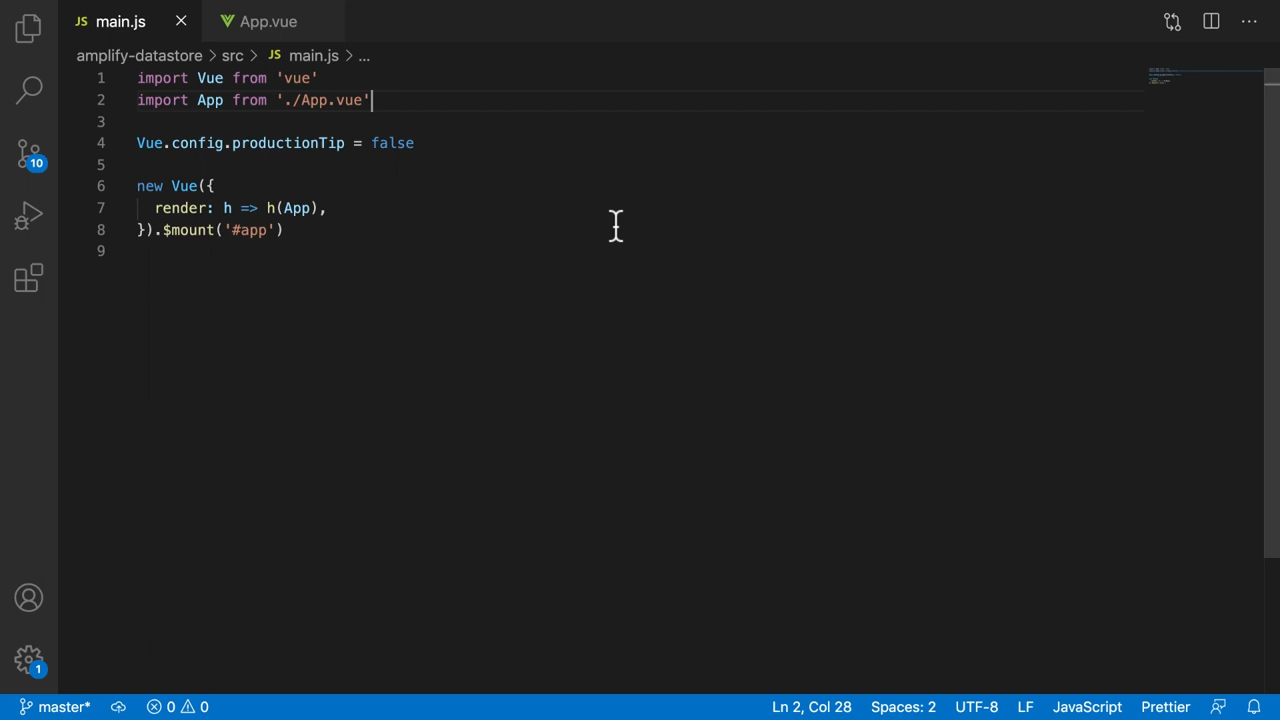 JS main.js × App.vue
amplify-datastore > src > JS main.js > ...
1 import Vue from 'vue'
2 import App from './App.vue'
3
4 Vue.config.productionTip = false
5
6 new Vue({
7 render: h => h(App),
8 }).$mount('#app')
9
10
1
master* 0 0 Ln 2, Col 28 Spaces: 2 UTF-8 LF JavaScript Prettier